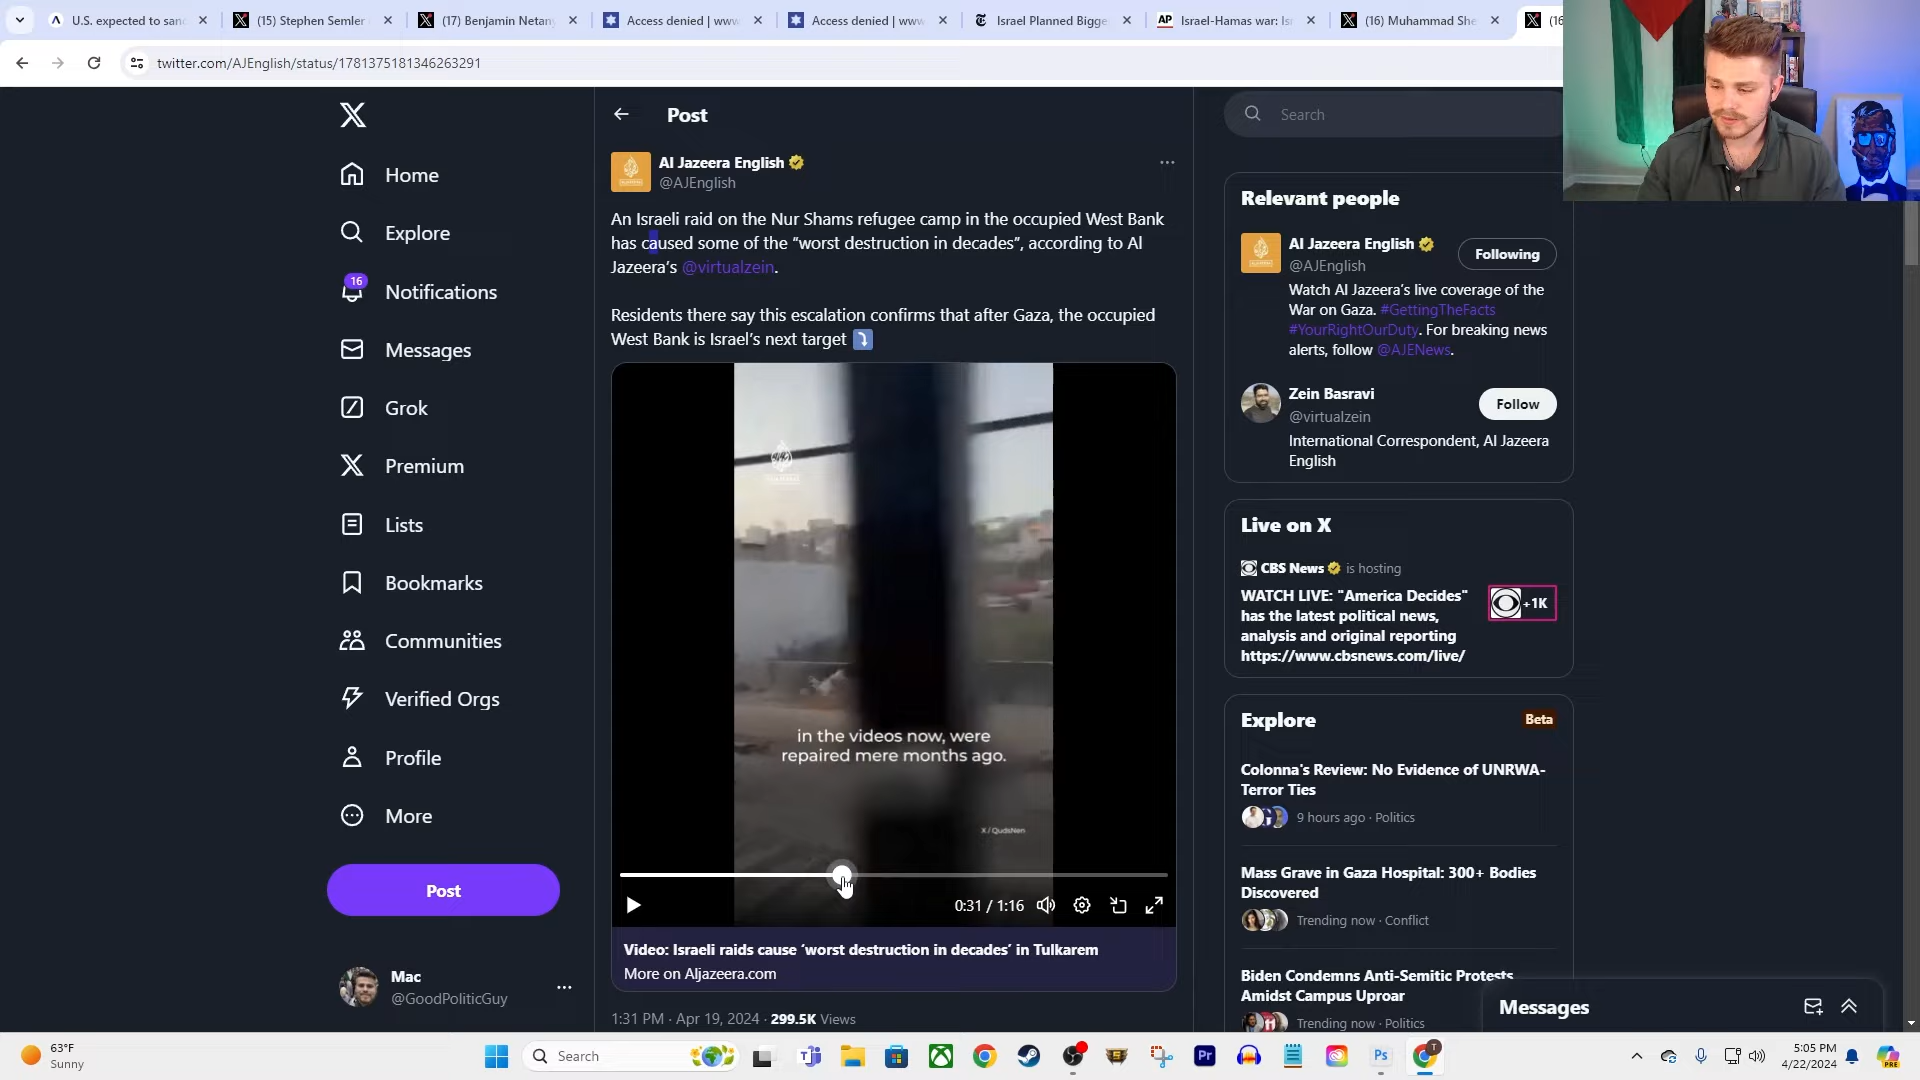 U.S. expected to sanc
(15) Stephen Semler
(17) Benjamin Netany
Access denied | www
Access denied | www
Israel Planned Bigge
AP Israel-Hamas war: Isr
(16) Muhammad She
twitter.com/AJEnglish/status/1781375181346263291
Home
Explore
16
Notifications
Messages
Grok
Premium
Lists
Bookmarks
Communities
Verified Orgs
Profile
More
Post
Mac
@GoodPoliticGuy
Post
Al Jazeera English
@AJEnglish
An Israeli raid on the Nur Shams refugee camp in the occupied West Bank
has caused some of the “worst destruction in decades”, according to Al
Jazeera’s @virtualzein.
Residents there say this escalation confirms that after Gaza, the occupied
West Bank is Israel’s next target
in the videos now, were
repaired mere months ago.
X / QudsNen
0:31 / 1:16
Video: Israeli raids cause ‘worst destruction in decades’ in Tulkarem
More on Aljazeera.com
1:31 PM · Apr 19, 2024 · 299.5K Views
Search
Relevant people
Al Jazeera English
@AJEnglish
Following
Watch Al Jazeera’s live coverage of the
War on Gaza. #GettingTheFacts
#YourRightOurDuty. For breaking news
alerts, follow @AJENews.
Zein Basravi
@virtualzein
Follow
International Correspondent, Al Jazeera
English
Live on X
CBS News is hosting
WATCH LIVE: "America Decides"
has the latest political news,
analysis and original reporting
https://www.cbsnews.com/live/
+1K
Explore
Beta
Colonna's Review: No Evidence of UNRWA-
Terror Ties
9 hours ago · Politics
Mass Grave in Gaza Hospital: 300+ Bodies
Discovered
Trending now · Conflict
Biden Condemns Anti-Semitic Protests
Amidst Campus Uproar
Trending now · Politics
Messages
63°F
Sunny
Search
Pr
Ps
T
5:05 PM
4/22/2024
PRE